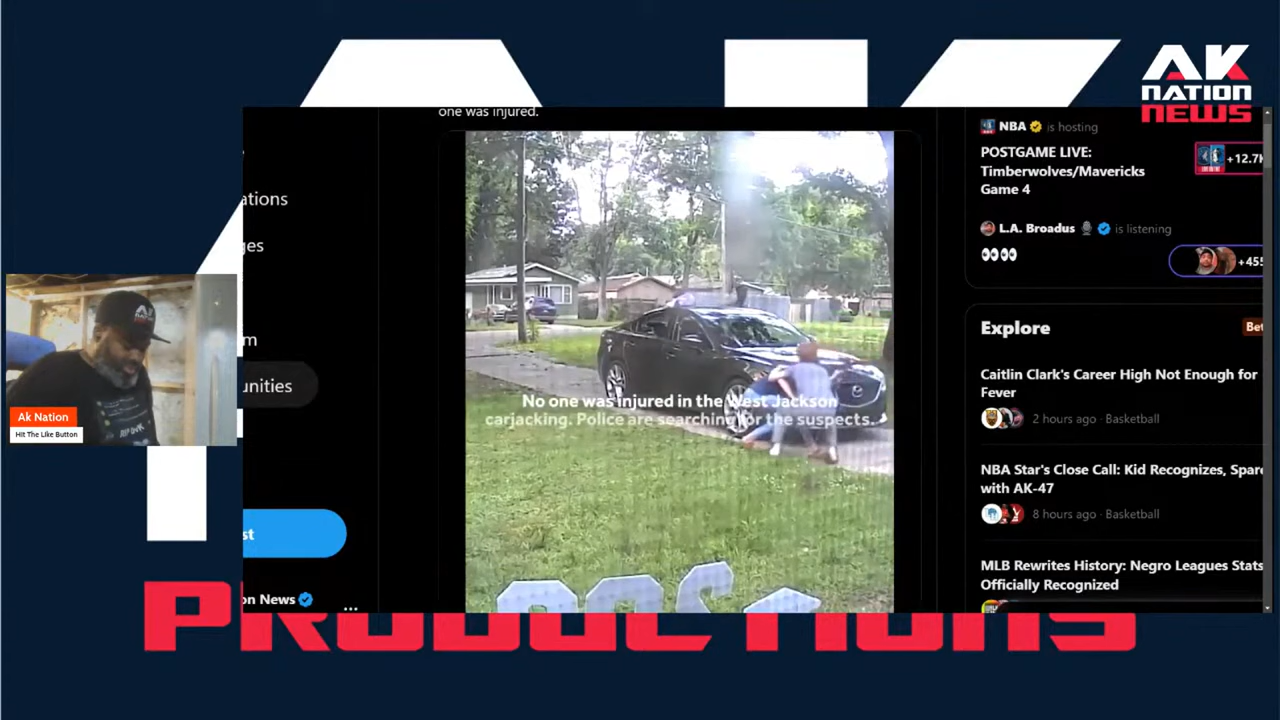 AK
NATION
NEWS
one was injured.
NBA is hosting
POSTGAME LIVE:
Timberwolves/Mavericks
Game 4
+12.7K
L.A. Broadus is listening
+455
Explore
Bet
Caitlin Clark's Career High Not Enough for
Fever
2 hours ago · Basketball
NBA Star's Close Call: Kid Recognizes, Spare
with AK-47
8 hours ago · Basketball
MLB Rewrites History: Negro Leagues Stats
Officially Recognized
ations
ges
m
unities
st
on News
...
No one was injured in the West Jackson
carjacking. Police are searching for the suspects.
Ak Nation
Hit The Like Button
PRODUCTIONS